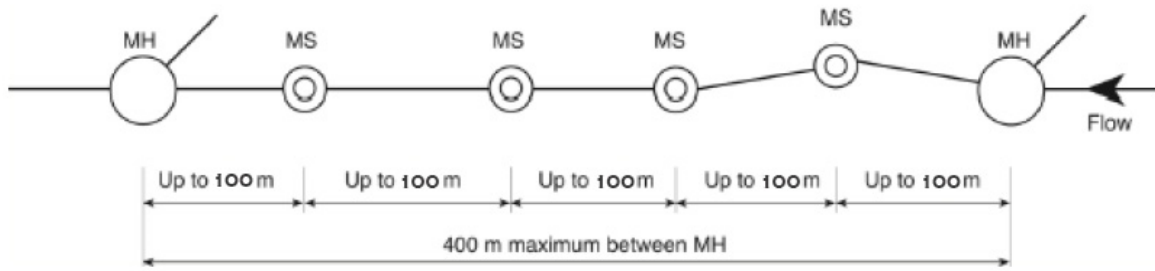 MS
MH MS MS MS MH
Flow
Up to 100 m Up to 100 m Up to 100 m Up to 100 m Up to 100 m
400 m maximum between MH